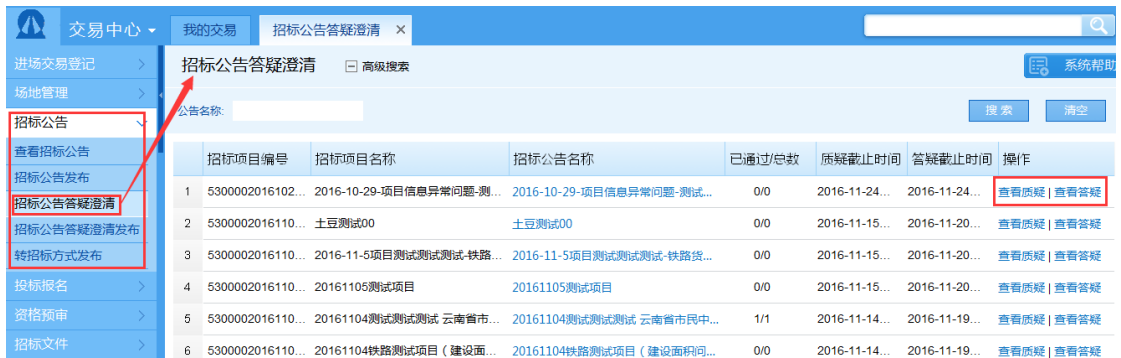 交易中心 我的交易 招标公告答疑澄清 ×
进场交易登记
场地管理
招标公告
查看招标公告
招标公告发布
招标公告答疑澄清
招标公告答疑澄清发布
转招标方式发布
投标报名
资格预审
招标文件
招标公告答疑澄清 高级搜索 系统帮助
公告名称: 搜索 清空
招标项目编号 招标项目名称 招标公告名称 已通过/总数 质疑截止时间 答疑截止时间 操作
1 5300002016102... 2016-10-29-项目信息异常问题-测... 2016-10-29-项目信息异常问题-测试... 0/0 2016-11-24... 2016-11-24... 查看质疑 | 查看答疑
2 5300002016110... 土豆测试00 土豆测试00 0/0 2016-11-15... 2016-11-20... 查看质疑 | 查看答疑
3 5300002016110... 2016-11-5项目测试测试测试-铁路... 2016-11-5项目测试测试测试-铁路货... 0/0 2016-11-15... 2016-11-20... 查看质疑 | 查看答疑
4 5300002016110... 20161105测试项目 20161105测试项目 0/0 2016-11-15... 2016-11-20... 查看质疑 | 查看答疑
5 5300002016110... 20161104测试测试测试 云南省市... 20161104测试测试测试 云南省市民中... 1/1 2016-11-14... 2016-11-19... 查看质疑 | 查看答疑
6 5300002016110... 20161104铁路测试项目（建设面... 20161104铁路测试项目（建设面积问... 0/0 2016-11-14... 2016-11-19... 查看质疑 | 查看答疑